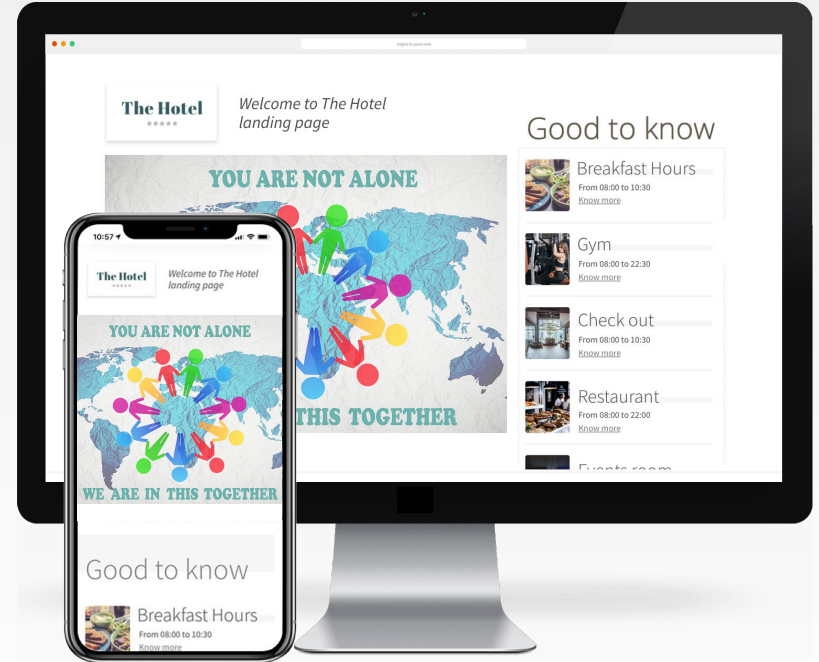 The Hotel
Welcome to The Hotel
landing page
YOU ARE NOT ALONE
THIS TOGETHER
Good to know
Breakfast Hours
From 08:00 to 10:30
Know more
Gym
From 08:00 to 22:30
Know more
Check out
From 08:00 to 10:30
Know more
Restaurant
From 08:00 to 22:00
Know more
Events room
10:57
The Hotel
Welcome to The Hotel
landing page
YOU ARE NOT ALONE
WE ARE IN THIS TOGETHER
Good to know
Breakfast Hours
From 08:00 to 10:30
Know more